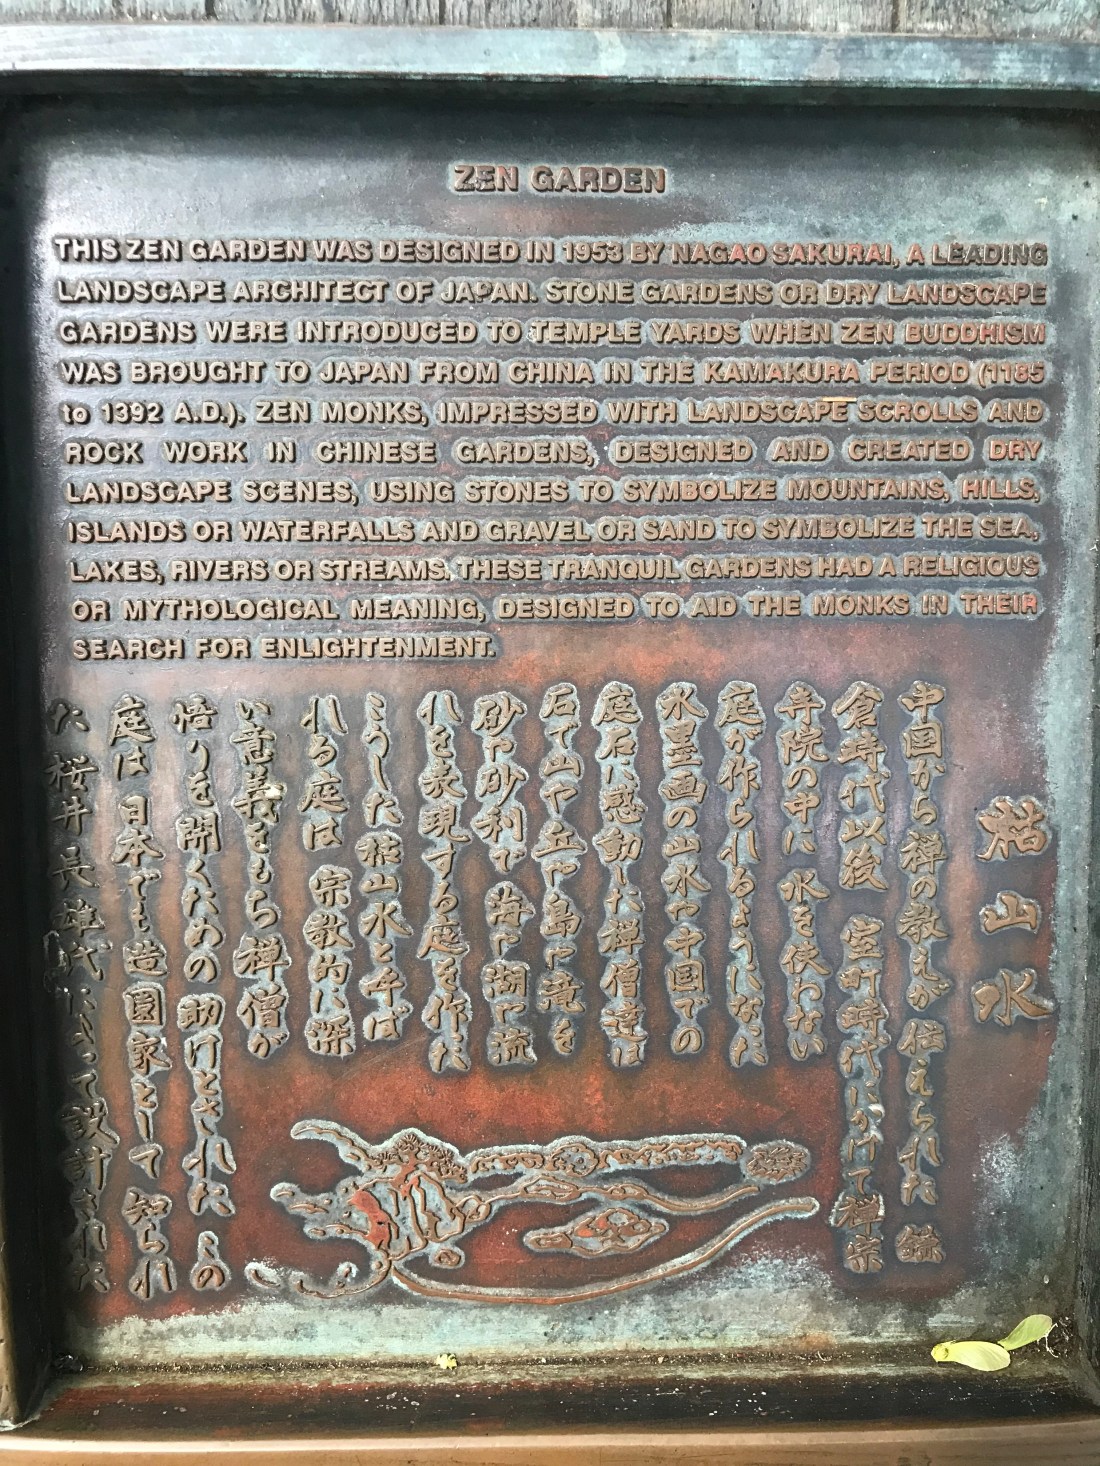 ZEN GARDEN
THIS ZEN GARDEN WAS DESIGNED IN 1953 BY NAGAO SAKURAI, A LEADING
LANDSCAPE ARCHITECT OF JAPAN. STONE GARDENS OR DRY LANDSCAPE
GARDENS WERE INTRODUCED TO TEMPLE YARDS WHEN ZEN BUDDHISM
WAS BROUGHT TO JAPAN FROM CHINA IN THE KAMAKURA PERIOD (1185
to 1392 A.D.). ZEN MONKS, IMPRESSED WITH LANDSCAPE SCROLLS AND
ROCK WORK IN CHINESE GARDENS, DESIGNED AND CREATED DRY
LANDSCAPE SCENES, USING STONES TO SYMBOLIZE MOUNTAINS, HILLS,
ISLANDS OR WATERFALLS AND GRAVEL OR SAND TO SYMBOLIZE THE SEA,
LAKES, RIVERS OR STREAMS. THESE TRANQUIL GARDENS HAD A RELIGIOUS
OR MYTHOLOGICAL MEANING, DESIGNED TO AID THE MONKS IN THEIR
SEARCH FOR ENLIGHTENMENT.
枯山水
中国から禅の教えが伝えられた 鎌
倉時代以後 室町時代にかけて禅宗
寺院の中に 水を使わない
庭が作られるようになった
水墨画の山水や中国での
庭石に感動した禅僧達は
石で山や丘や島や滝を
砂や砂利で 海や湖や流
れを表現する庭を作った
こうした枯山水と呼ば
れる庭は 宗教的に深
い意義をもち禅僧が
悟りを開くための助けとされた この
庭は 日本でも造園家として知られ
た桜井長雄氏によって設計された